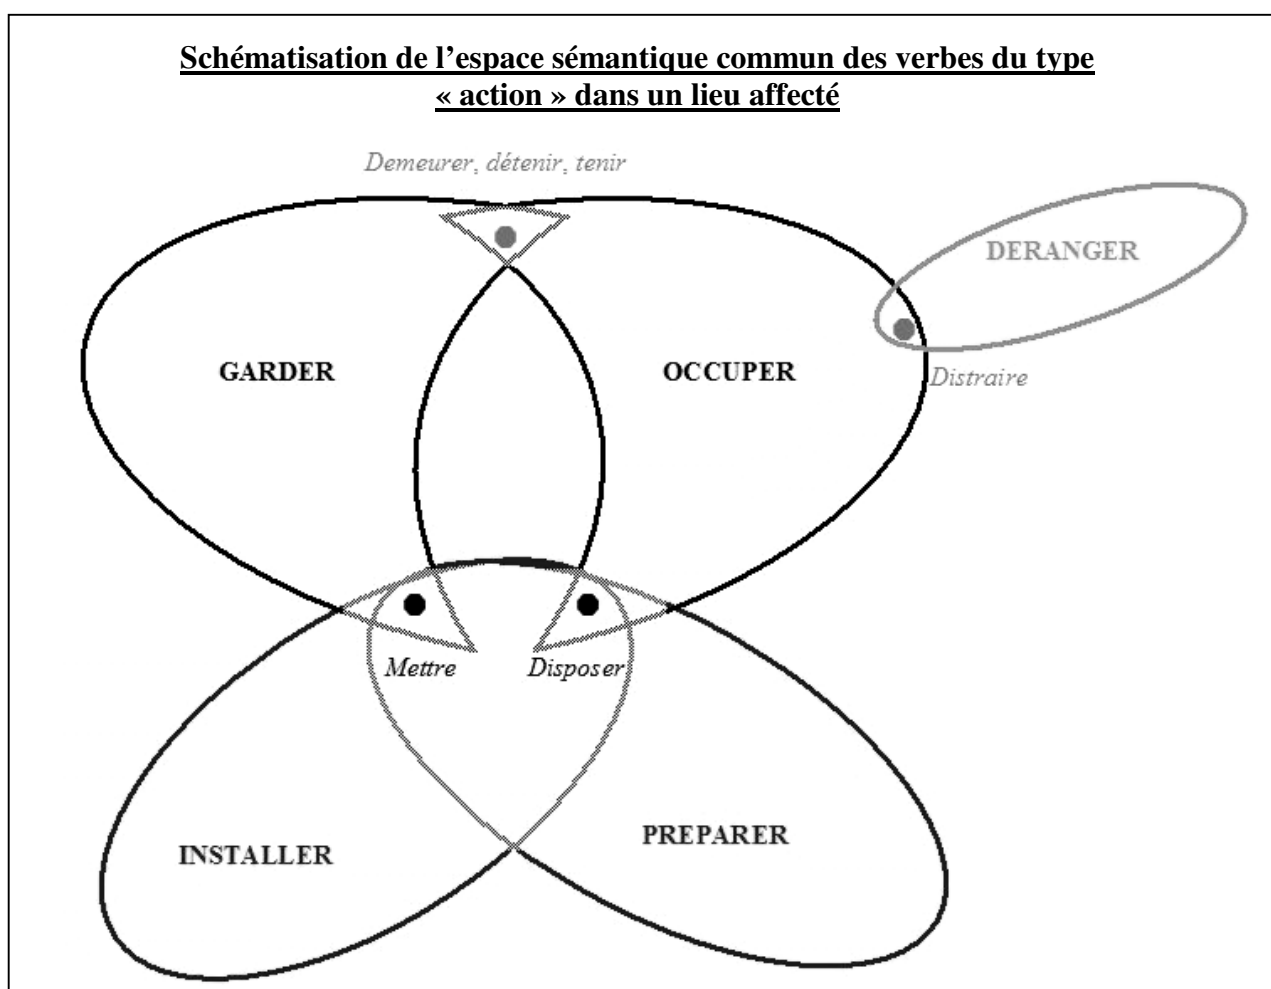 Schématisation de l’espace sémantique commun des verbes du type
« action » dans un lieu affecté
Demeurer, détenir, tenir
DERANGER
GARDER
OCCUPER
Distraire
Mettre
Disposer
PREPARER
INSTALLER